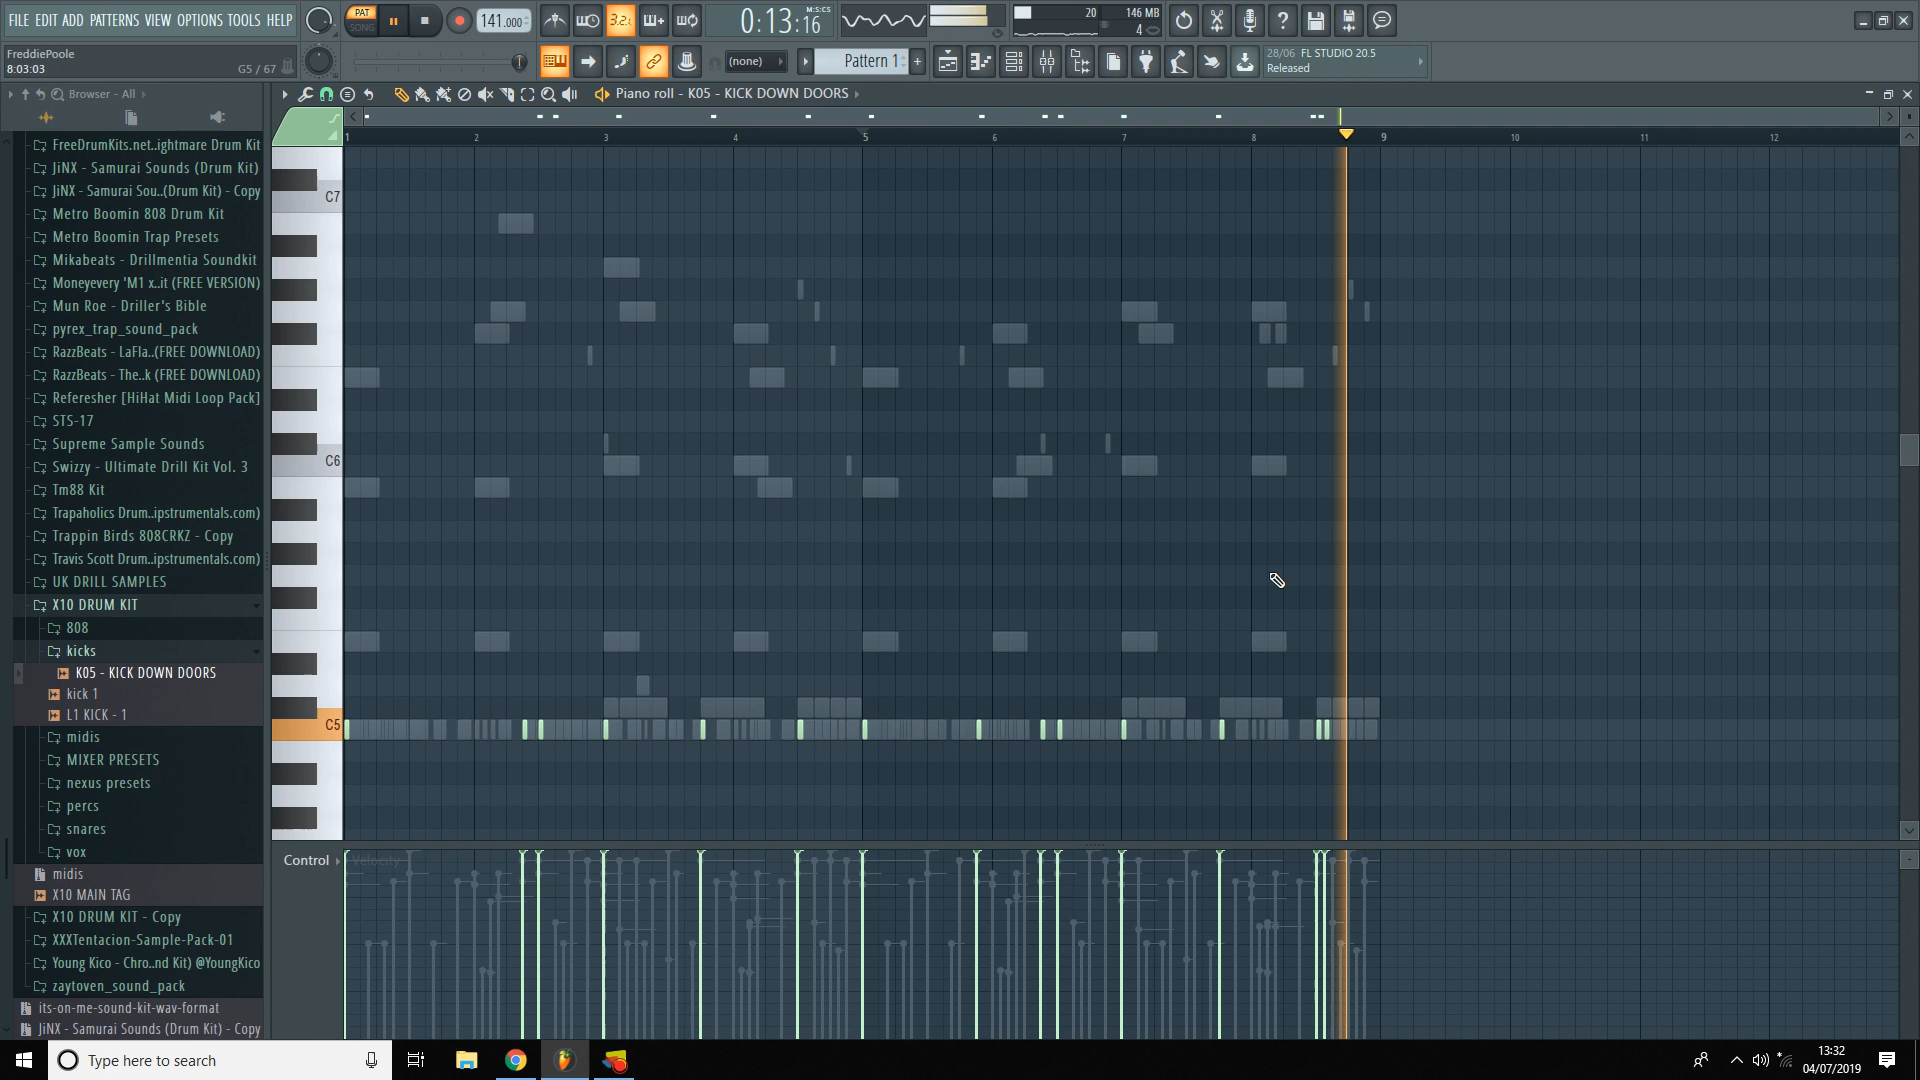 FILE EDIT ADD PATTERNS VIEW OPTIONS TOOLS HELP
PAT
SONG
141.000
3.2.
0:13:16
M:S:CS
20
146 MB
4
FreddiePoole
8:03:03
G5 / 67
(none)
Pattern 1
28/06 FL STUDIO 20.5
Released
Browser - All
Piano roll - K05 - KICK DOWN DOORS
1 2 3 4 5 6 7 8 9 10 11 12
FreeDrumKits.net..ightmare Drum Kit
JiNX - Samurai Sounds (Drum Kit)
JiNX - Samurai Sou..(Drum Kit) - Copy
Metro Boomin 808 Drum Kit
Metro Boomin Trap Presets
Mikabeats - Drillmentia Soundkit
Moneyevery 'M1 x..it (FREE VERSION)
Mun Roe - Driller's Bible
pyrex_trap_sound_pack
RazzBeats - LaFla..(FREE DOWNLOAD)
RazzBeats - The..k (FREE DOWNLOAD)
Referesher [HiHat Midi Loop Pack]
STS-17
Supreme Sample Sounds
Swizzy - Ultimate Drill Kit Vol. 3
Tm88 Kit
Trapaholics Drum..ipstrumentals.com)
Trappin Birds 808CRKZ - Copy
Travis Scott Drum..ipstrumentals.com)
UK DRILL SAMPLES
X10 DRUM KIT
808
kicks
K05 - KICK DOWN DOORS
kick 1
L1 KICK - 1
midis
MIXER PRESETS
nexus presets
percs
snares
vox
midis
X10 MAIN TAG
X10 DRUM KIT - Copy
XXXTentacion-Sample-Pack-01
Young Kico - Chro..nd Kit) @YoungKico
zaytoven_sound_pack
its-on-me-sound-kit-wav-format
JiNX - Samurai Sounds (Drum Kit) - Copy
C7
C6
C5
Control
Velocity
Type here to search
13:32
04/07/2019